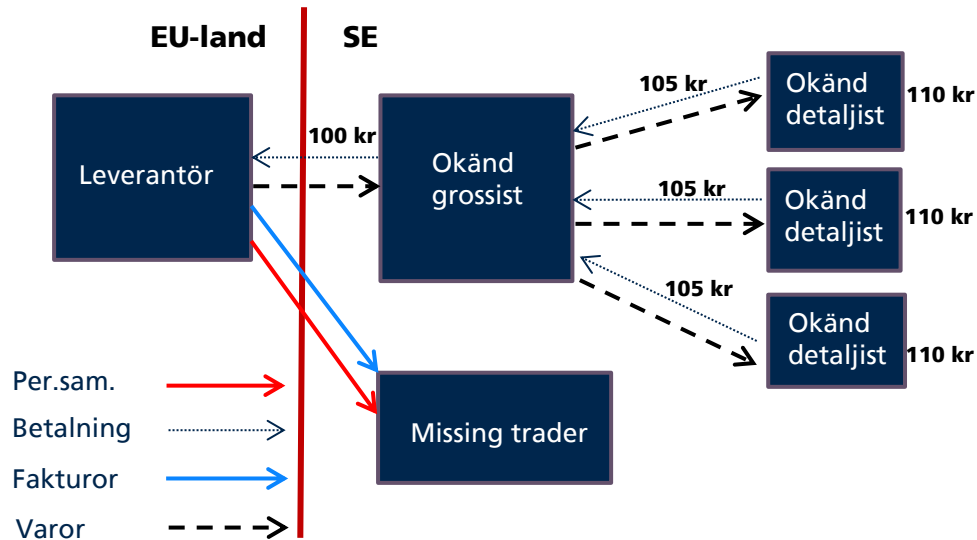 EU-land
SE
Leverantör
100 kr
Okänd
grossist
105 kr
Okänd
detaljist
110 kr
105 kr
Okänd
detaljist
110 kr
105 kr
Okänd
detaljist
110 kr
Missing trader
Per.sam.
Betalning
Fakturor
Varor